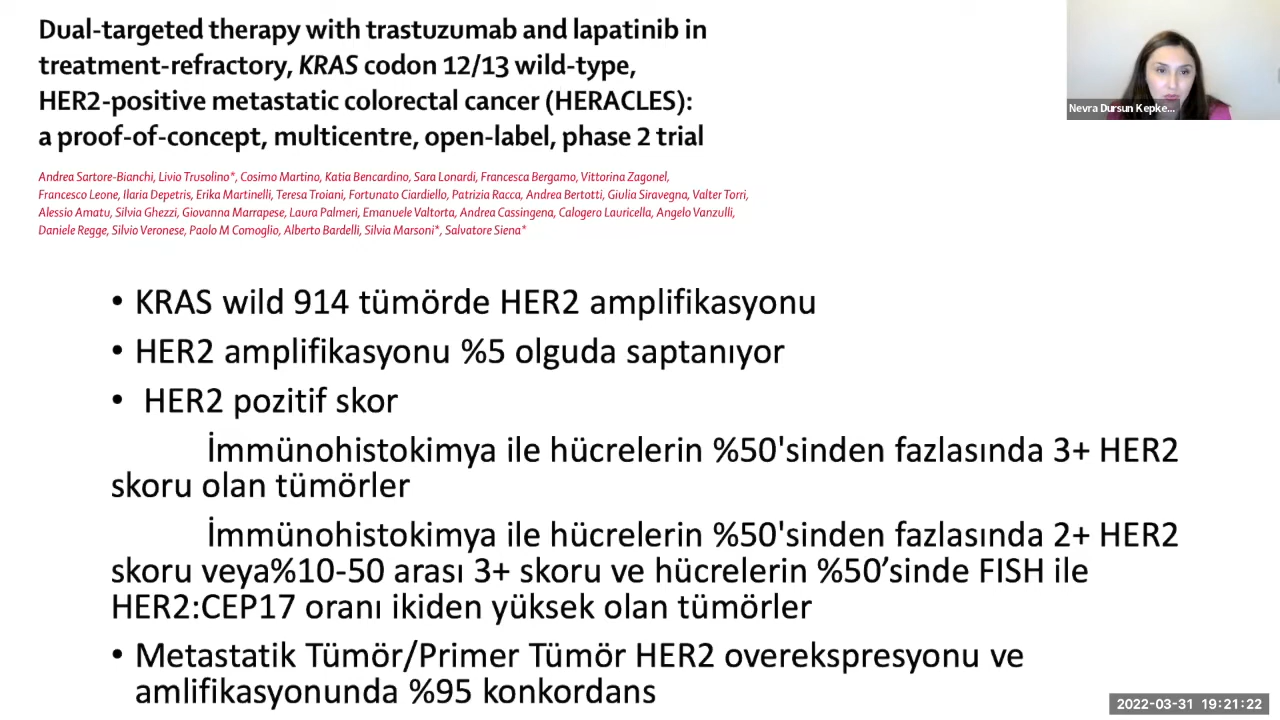 Dual-targeted therapy with trastuzumab and lapatinib in
treatment-refractory, KRAS codon 12/13 wild-type,
HER2-positive metastatic colorectal cancer (HERACLES):
a proof-of-concept, multicentre, open-label, phase 2 trial
Andrea Sartore-Bianchi, Livio Trusolino*, Cosimo Martino, Katia Bencardino, Sara Lonardi, Francesca Bergamo, Vittorina Zagonel,
Francesco Leone, Ilaria Depetris, Erika Martinelli, Teresa Troiani, Fortunato Ciardiello, Patrizia Racca, Andrea Bertotti, Giulia Siravegna, Valter Torri,
Alessio Amatu, Silvia Ghezzi, Giovanna Marrapese, Laura Palmeri, Emanuele Valtorta, Andrea Cassingena, Calogero Lauricella, Angelo Vanzulli,
Daniele Regge, Silvio Veronese, Paolo M Comoglio, Alberto Bardelli, Silvia Marsoni*, Salvatore Siena*
Nevra Dursun Kepke...
• KRAS wild 914 tümörde HER2 amplifikasyonu
• HER2 amplifikasyonu %5 olguda saptanıyor
• HER2 pozitif skor
İmmünohistokimya ile hücrelerin %50'sinden fazlasında 3+ HER2
skoru olan tümörler
İmmünohistokimya ile hücrelerin %50'sinden fazlasında 2+ HER2
skoru veya%10-50 arası 3+ skoru ve hücrelerin %50’sinde FISH ile
HER2:CEP17 oranı ikiden yüksek olan tümörler
• Metastatik Tümör/Primer Tümör HER2 overekspresyonu ve
amlifikasyonunda %95 konkordans
2022-03-31 19:21:22